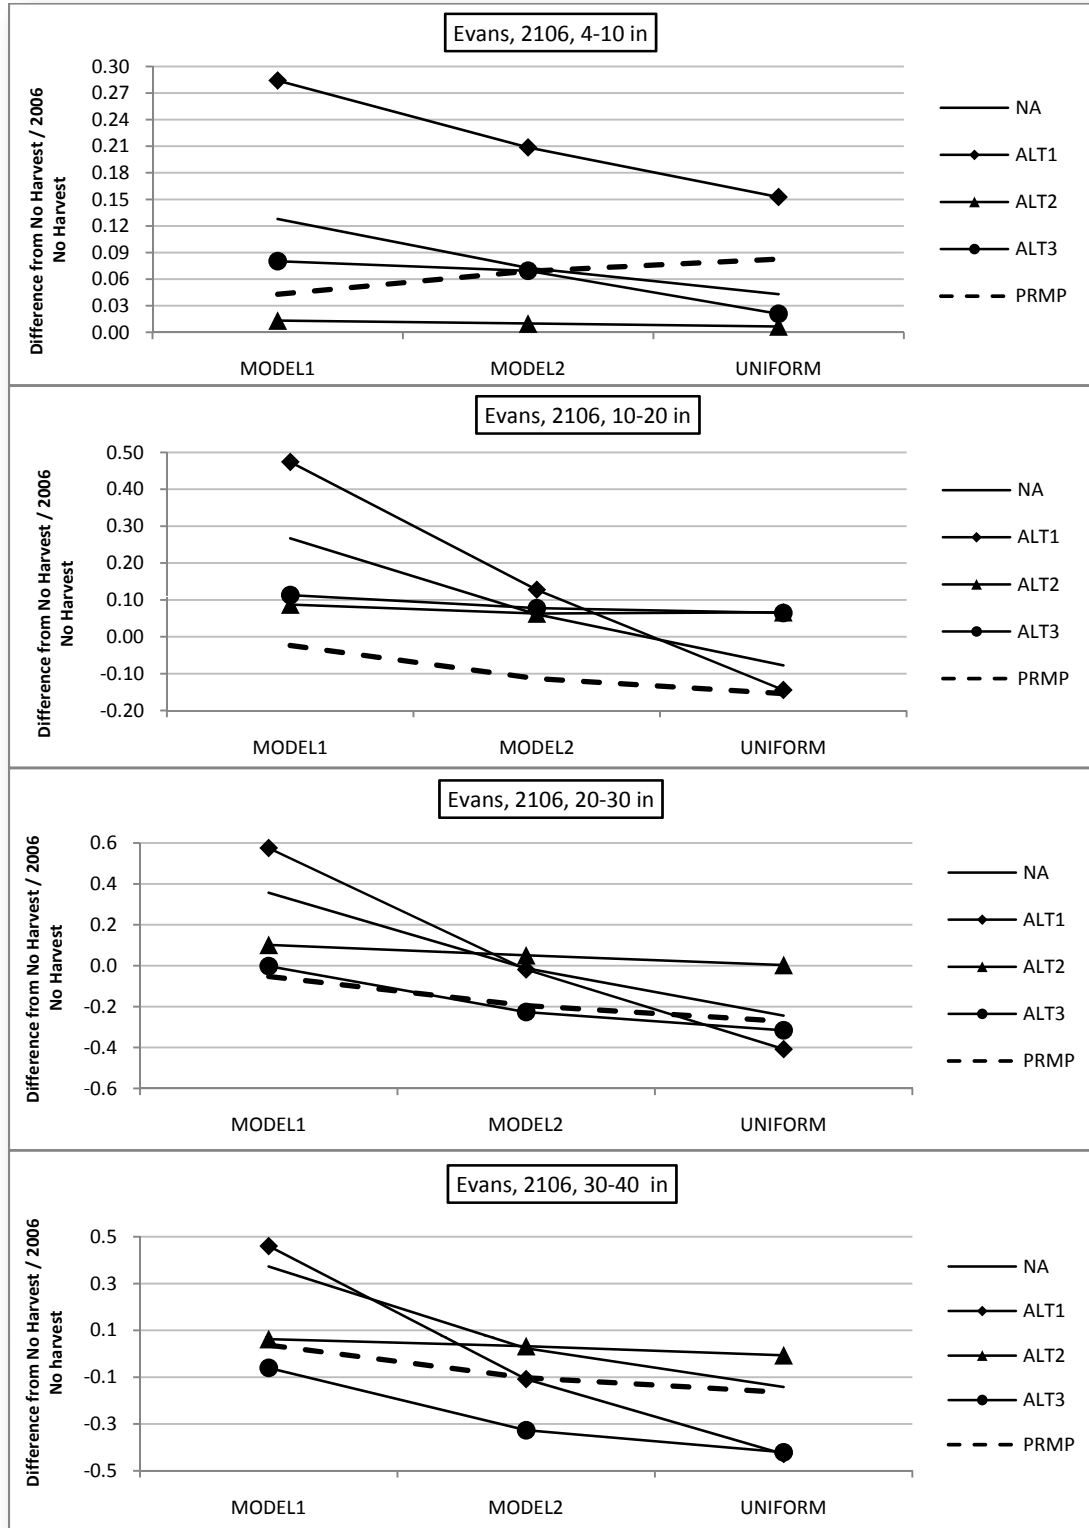 Evans, 2106, 4-10 in
Difference from No Harvest / 2006
No Harvest
0.30
0.27
0.24
0.21
0.18
0.15
0.12
0.09
0.06
0.03
0.00
MODEL1
MODEL2
UNIFORM
NA
ALT1
ALT2
ALT3
PRMP
Evans, 2106, 10-20 in
Difference from No Harvest / 2006
No Harvest
0.50
0.40
0.30
0.20
0.10
0.00
-0.10
-0.20
MODEL1
MODEL2
UNIFORM
NA
ALT1
ALT2
ALT3
PRMP
Evans, 2106, 20-30 in
Difference from No Harvest / 2006
No Harvest
0.6
0.4
0.2
0.0
-0.2
-0.4
-0.6
MODEL1
MODEL2
UNIFORM
NA
ALT1
ALT2
ALT3
PRMP
Evans, 2106, 30-40  in
Difference from No Harvest / 2006
No harvest
0.5
0.3
0.1
-0.1
-0.3
-0.5
MODEL1
MODEL2
UNIFORM
NA
ALT1
ALT2
ALT3
PRMP